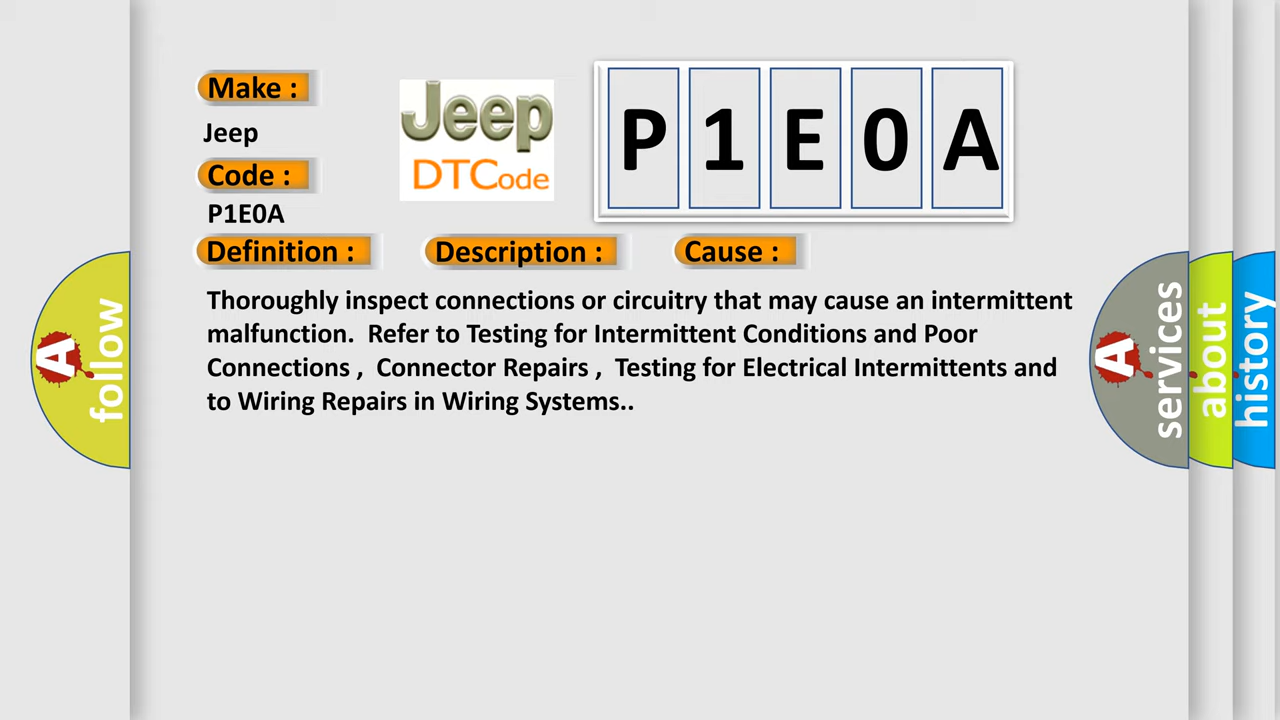 Make :
Jeep
Code :
P1E0A
Jeep
DTCode
P1E0A
Definition :
Description :
Cause :
Thoroughly inspect connections or circuitry that may cause an intermittent
malfunction.  Refer to Testing for Intermittent Conditions and Poor
Connections ,  Connector Repairs ,  Testing for Electrical Intermittents and
to Wiring Repairs in Wiring Systems..
A
follow
A
services
about
history